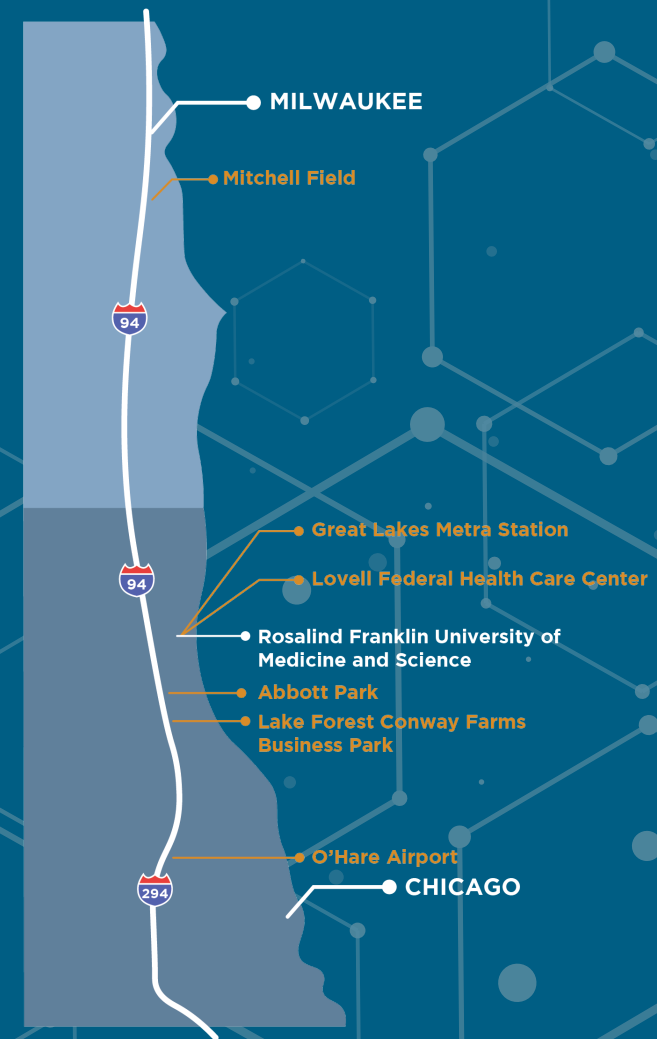 MILWAUKEE
Mitchell Field
94
Great Lakes Metra Station
94
Lovell Federal Health Care Center
Rosalind Franklin University of
Medicine and Science
Abbott Park
Lake Forest Conway Farms
Business Park
O’Hare Airport
294
CHICAGO